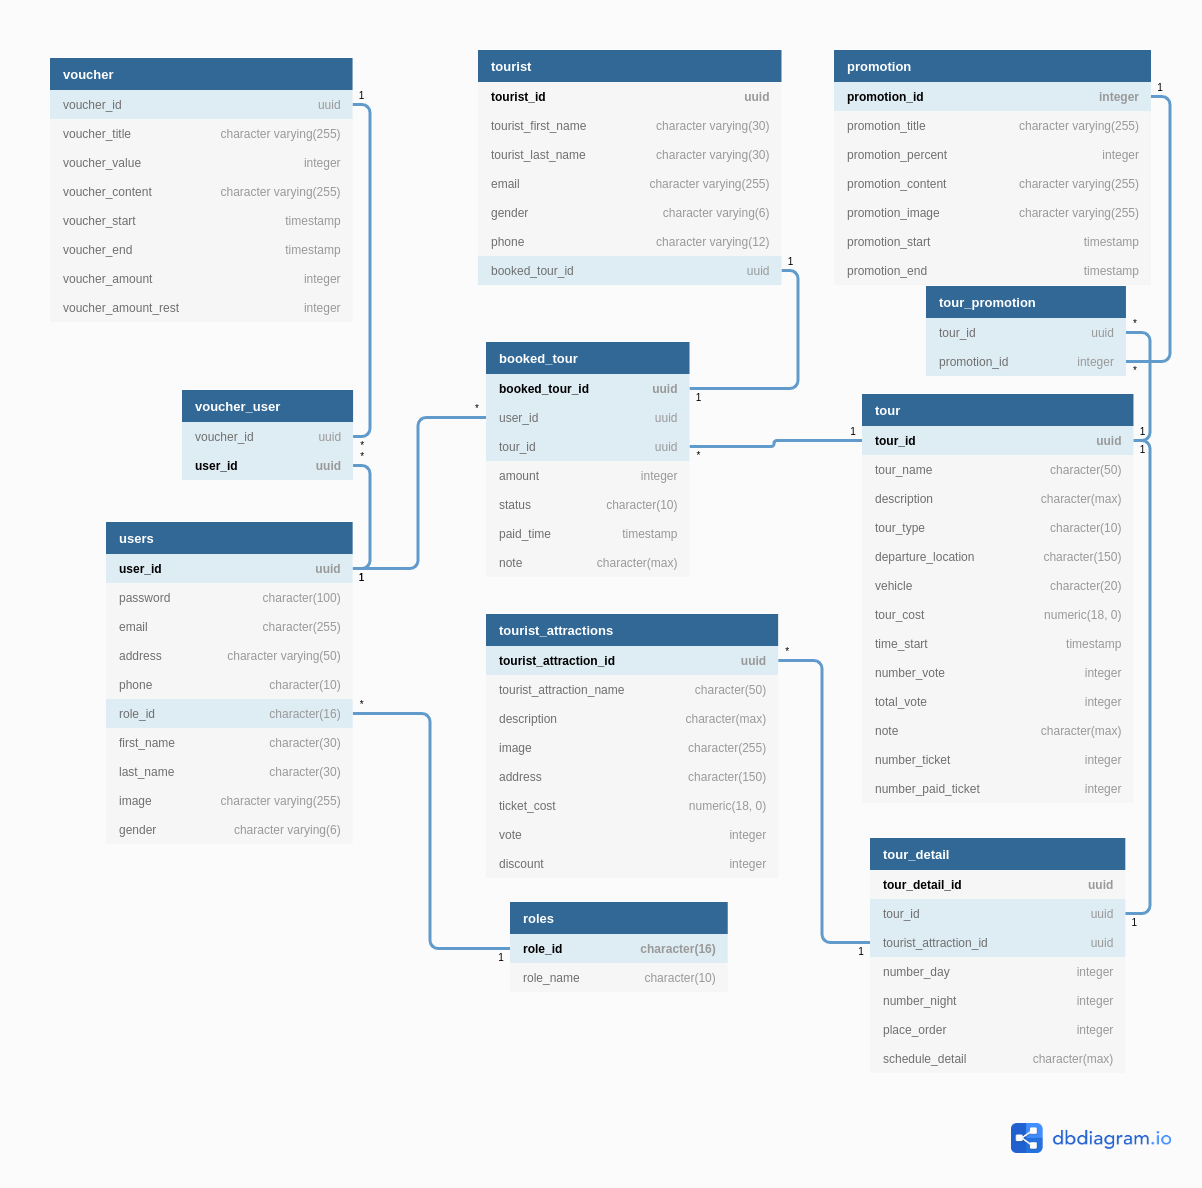 voucher
voucher_id uuid
voucher_title character varying(255)
voucher_value integer
voucher_content character varying(255)
voucher_start timestamp
voucher_end timestamp
voucher_amount integer
voucher_amount_rest integer
1
*
tourist
tourist_id uuid
tourist_first_name character varying(30)
tourist_last_name character varying(30)
email character varying(255)
gender character varying(6)
phone character varying(12)
booked_tour_id uuid
1
promotion
promotion_id integer
promotion_title character varying(255)
promotion_percent integer
promotion_content character varying(255)
promotion_image character varying(255)
promotion_start timestamp
promotion_end timestamp
1
tour_promotion
tour_id uuid
promotion_id integer
*
*
voucher_user
voucher_id uuid
user_id uuid
*
booked_tour
booked_tour_id uuid
user_id uuid
tour_id uuid
amount integer
status character(10)
paid_time timestamp
note character(max)
*
1
*
tour
tour_id uuid
tour_name character(50)
description character(max)
tour_type character(10)
departure_location character(150)
vehicle character(20)
tour_cost numeric(18, 0)
time_start timestamp
number_vote integer
total_vote integer
note character(max)
number_ticket integer
number_paid_ticket integer
1
1
1
users
user_id uuid
password character(100)
email character(255)
address character varying(50)
phone character(10)
role_id character(16)
first_name character(30)
last_name character(30)
image character varying(255)
gender character varying(6)
1
*
tourist_attractions
tourist_attraction_id uuid
tourist_attraction_name character(50)
description character(max)
image character(255)
address character(150)
ticket_cost numeric(18, 0)
vote integer
discount integer
*
roles
role_id character(16)
role_name character(10)
1
tour_detail
tour_detail_id uuid
tour_id uuid
tourist_attraction_id uuid
number_day integer
number_night integer
place_order integer
schedule_detail character(max)
1
1
dbdiagram.io